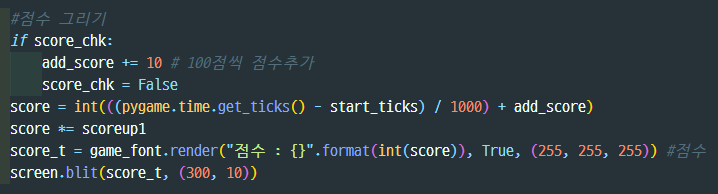 #점수 그리기
if score_chk:
    add_score += 10 # 100점씩 점수추가
    score_chk = False
score = int(((pygame.time.get_ticks() - start_ticks) / 1000) + add_score)
score *= scoreup1
score_t = game_font.render("점수 : {}".format(int(score)), True, (255, 255, 255)) #점수
screen.blit(score_t, (300, 10))